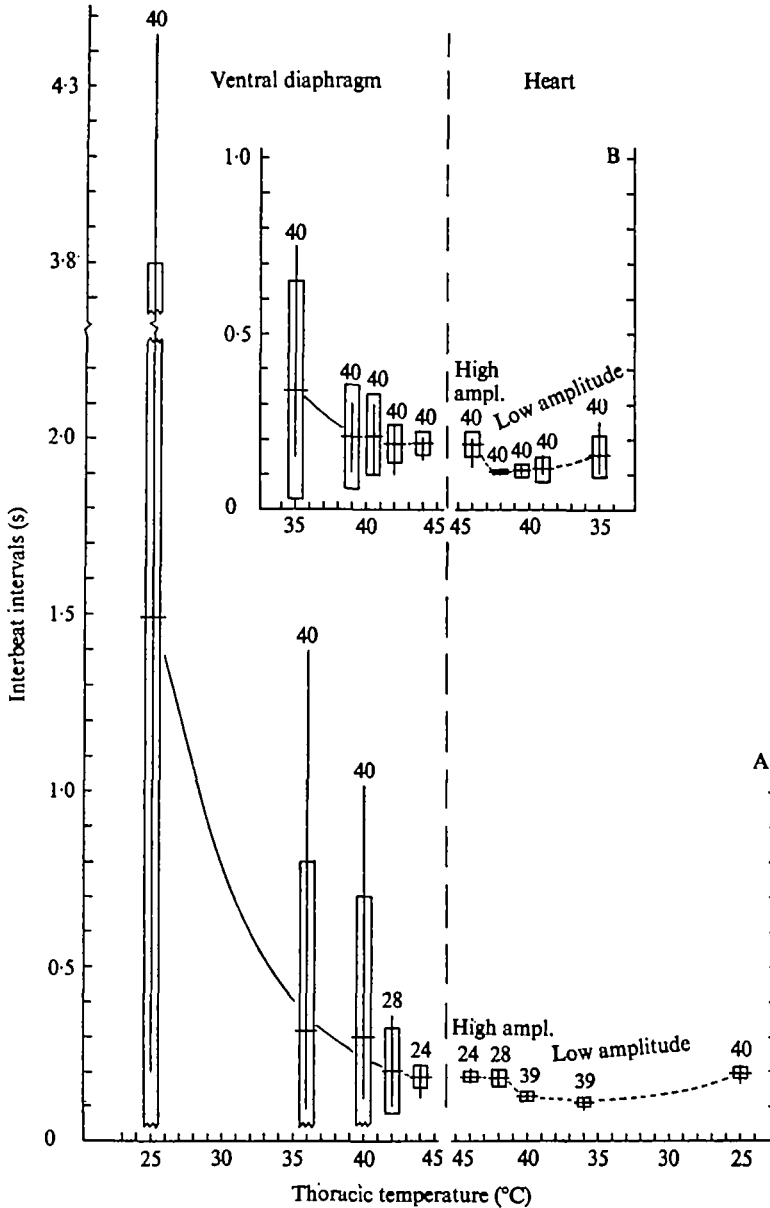 40
4·3
Ventral diaphragm Heart
1·0 B
3·8
40
0·5
High
ampl. Low amplitude
40 40 40 40 40 40 40 40 40
2·0
0
35 40 45 45 40 35
Interbeat intervals (s)
1·5
40
1·0 40 A
0·5
28
24
High ampl. Low amplitude
24 28 39 39 40
0
25 30 35 40 45 45 40 35 30 25
Thoracic temperature (°C)